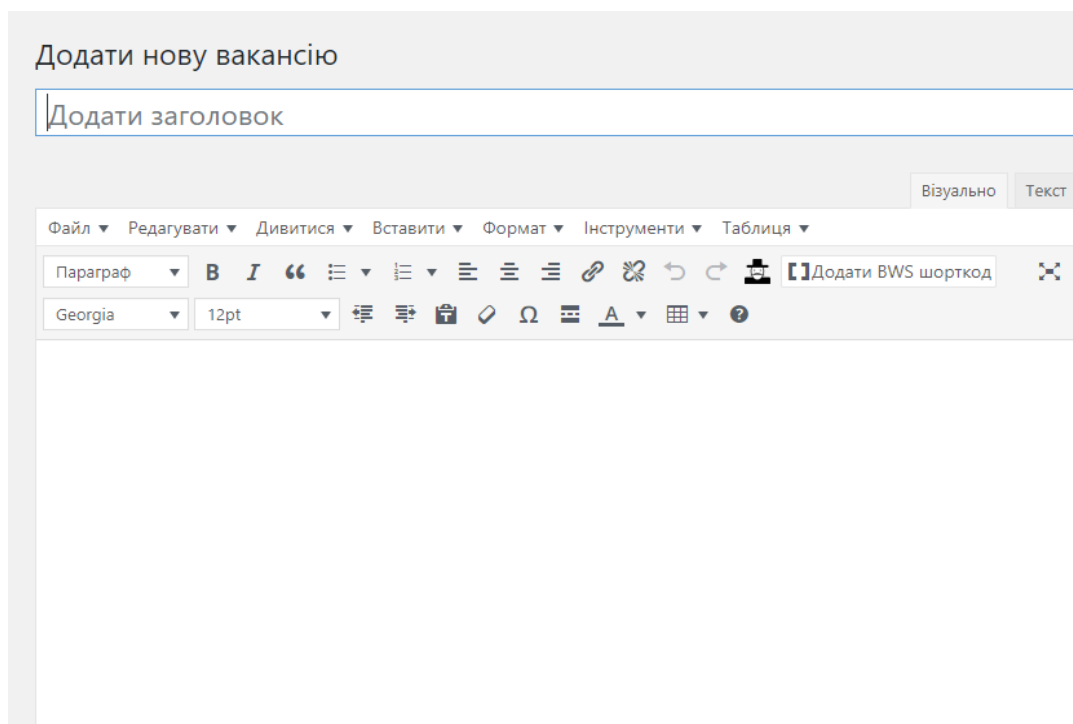 Додати нову вакансію
Додати заголовок
Візуально Текст
Файл Редагувати Дивитися Вставити Формат Інструменти Таблиця
Параграф B I Додати BWS шорткод
Georgia 12pt Ω A